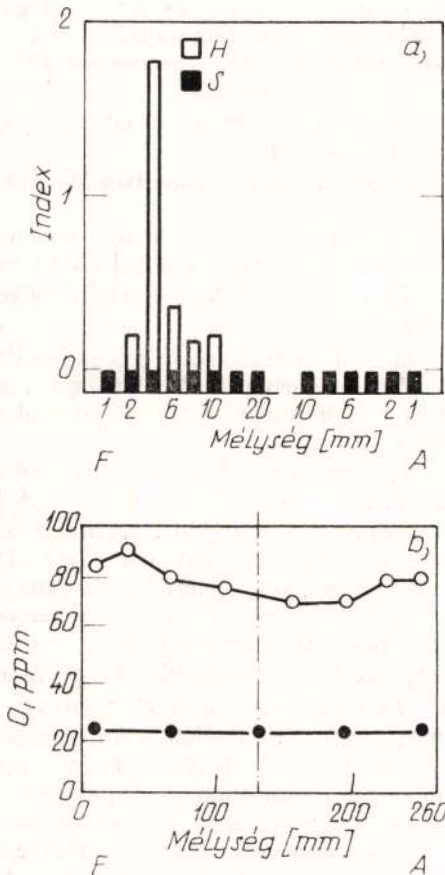 2
a,
H
S
1
Index
0
1 2 6 10 20 10 6 2 1
Mélység [mm]
F A
100
b,
80
60
O, ppm
40
20
0
0 100 200 260
Mélység [mm]
F A